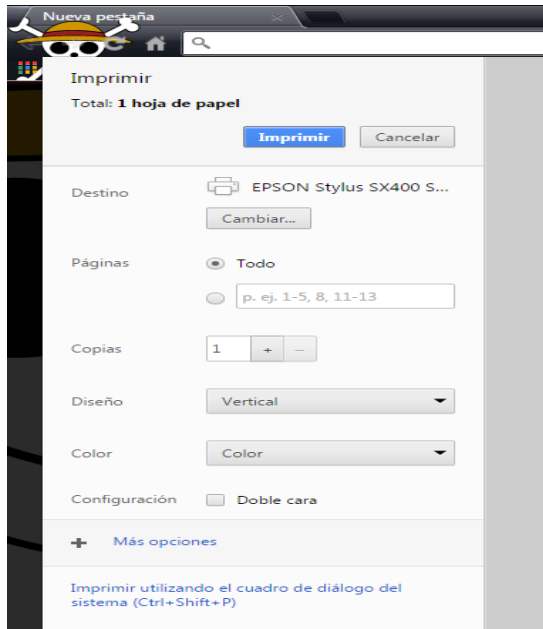 Nueva pestaña
Imprimir
Total: 1 hoja de papel
Imprimir
Cancelar
Destino
EPSON Stylus SX400 S...
Cambiar...
Páginas
Todo
p. ej. 1-5, 8, 11-13
Copias
1
+
–
Diseño
Vertical
Color
Color
Configuración
Doble cara
+ Más opciones
Imprimir utilizando el cuadro de diálogo del
sistema (Ctrl+Shift+P)